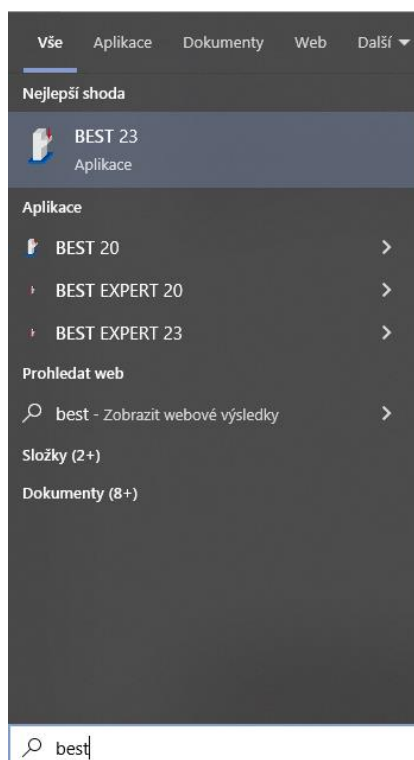 Vše Aplikace Dokumenty Web Další
Nejlepší shoda
BEST 23
Aplikace
Aplikace
BEST 20
BEST EXPERT 20
BEST EXPERT 23
Prohledat web
best - Zobrazit webové výsledky
Složky (2+)
Dokumenty (8+)
best